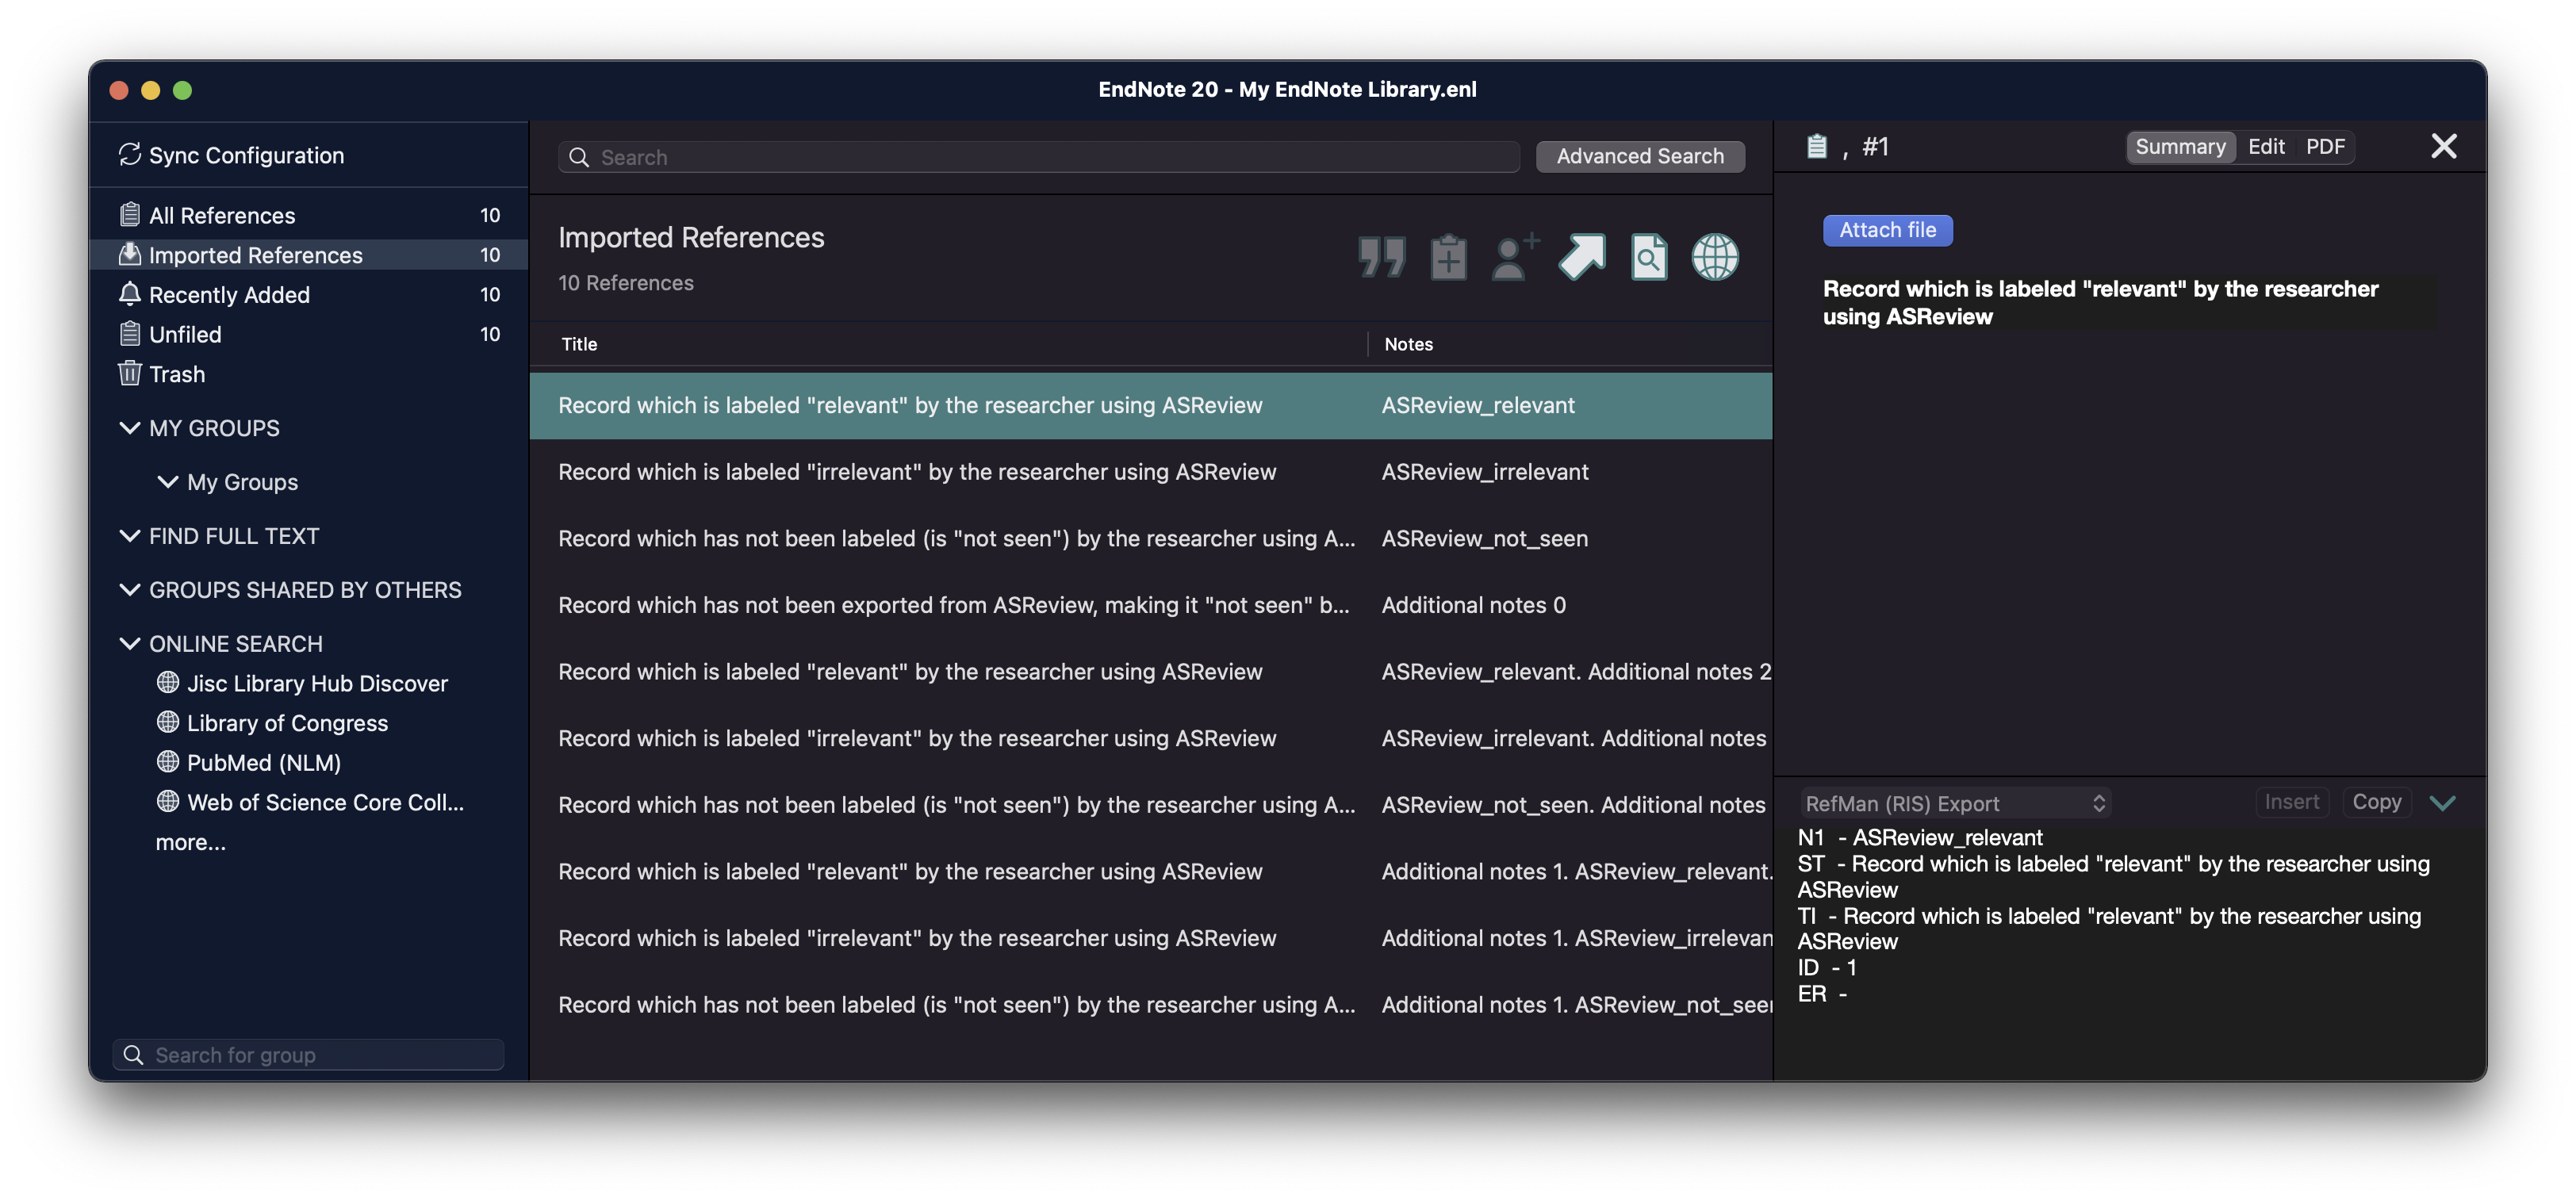 EndNote 20 - My EndNote Library.enl
Sync Configuration
All References 10
Imported References 10
Recently Added 10
Unfiled 10
Trash
MY GROUPS
My Groups
FIND FULL TEXT
GROUPS SHARED BY OTHERS
ONLINE SEARCH
Jisc Library Hub Discover
Library of Congress
PubMed (NLM)
Web of Science Core Coll...
more...
Search for group
Search Advanced Search
Imported References
10 References
Title Notes
Record which is labeled "relevant" by the researcher using ASReview ASReview_relevant
Record which is labeled "irrelevant" by the researcher using ASReview ASReview_irrelevant
Record which has not been labeled (is "not seen") by the researcher using A... ASReview_not_seen
Record which has not been exported from ASReview, making it "not seen" b... Additional notes 0
Record which is labeled "relevant" by the researcher using ASReview ASReview_relevant. Additional notes 2
Record which is labeled "irrelevant" by the researcher using ASReview ASReview_irrelevant. Additional notes
Record which has not been labeled (is "not seen") by the researcher using A... ASReview_not_seen. Additional notes
Record which is labeled "relevant" by the researcher using ASReview Additional notes 1. ASReview_relevant.
Record which is labeled "irrelevant" by the researcher using ASReview Additional notes 1. ASReview_irrelevan
Record which has not been labeled (is "not seen") by the researcher using A... Additional notes 1. ASReview_not_seen
, #1 Summary Edit PDF
Attach file
Record which is labeled "relevant" by the researcher
using ASReview
RefMan (RIS) Export Insert Copy
N1 - ASReview_relevant
ST - Record which is labeled "relevant" by the researcher using
ASReview
TI - Record which is labeled "relevant" by the researcher using
ASReview
ID - 1
ER -